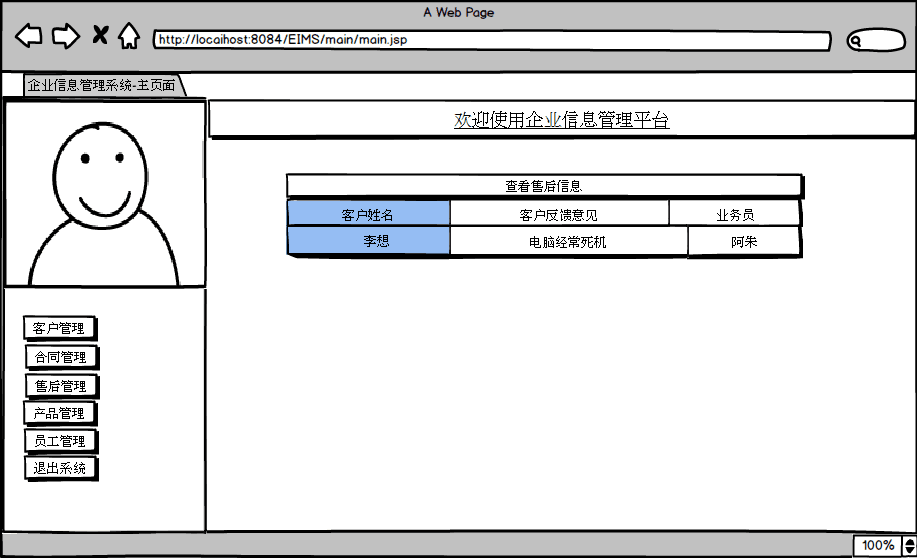 A Web Page
http://localhost:8084/EIMS/main/main.jsp
企业信息管理系统-主页面
欢迎使用企业信息管理平台
查看售后信息
客户姓名 客户反馈意见 业务员
李想 电脑经常死机 阿朱
客户管理
合同管理
售后管理
产品管理
员工管理
退出系统
100%